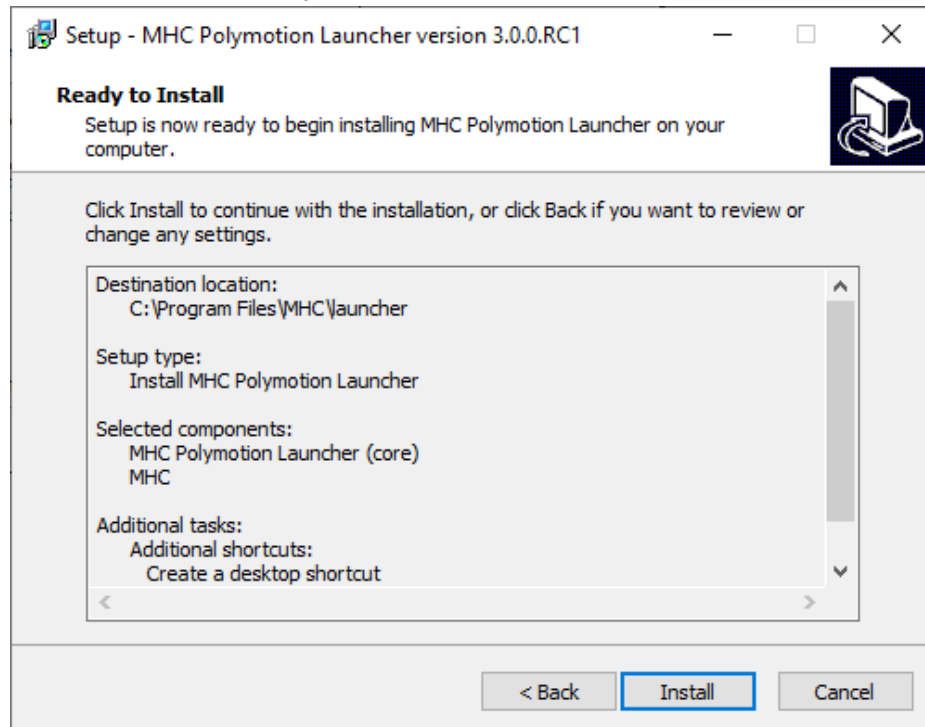 Setup - MHC Polymotion Launcher version 3.0.0.RC1
Ready to Install
Setup is now ready to begin installing MHC Polymotion Launcher on your
computer.
Click Install to continue with the installation, or click Back if you want to review or
change any settings.
Destination location:
C:\Program Files\MHC\launcher
Setup type:
Install MHC Polymotion Launcher
Selected components:
MHC Polymotion Launcher (core)
MHC
Additional tasks:
Additional shortcuts:
Create a desktop shortcut
< Back Install Cancel